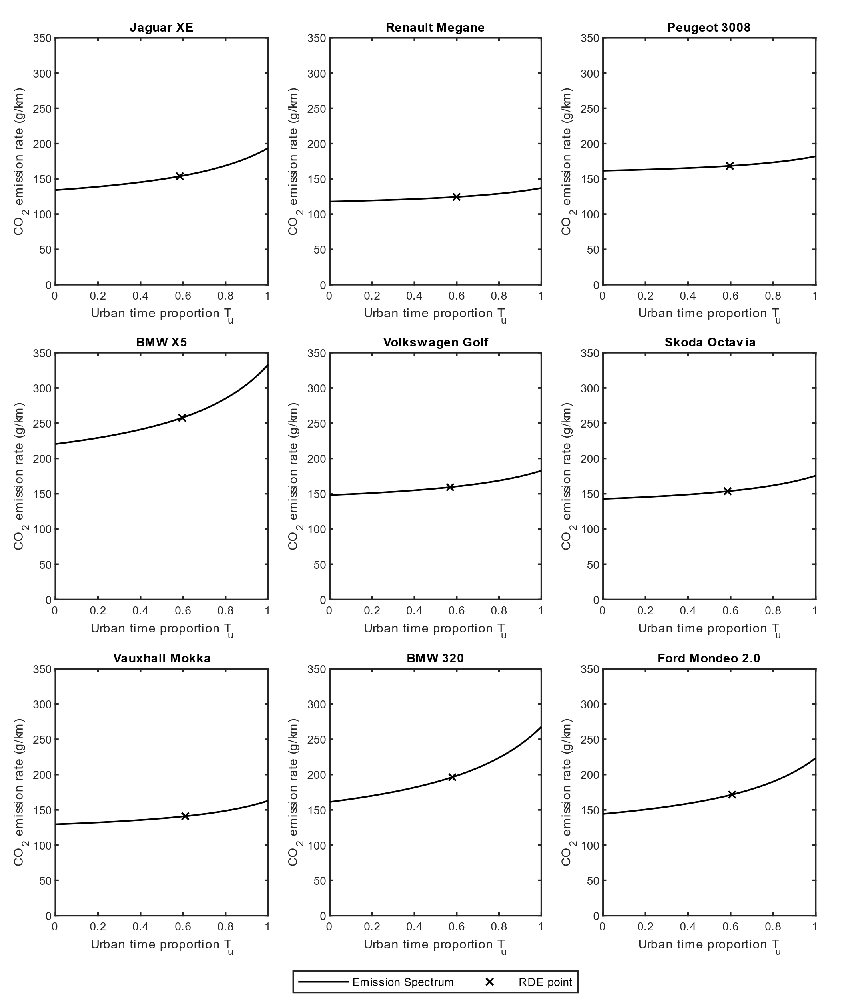 Jaguar XE
350
300
250
200
150
100
50
0
0 0.2 0.4 0.6 0.8 1
CO2 emission rate (g/km)
Urban time proportion Tu
Renault Megane
350
300
250
200
150
100
50
0
0 0.2 0.4 0.6 0.8 1
CO2 emission rate (g/km)
Urban time proportion Tu
Peugeot 3008
350
300
250
200
150
100
50
0
0 0.2 0.4 0.6 0.8 1
CO2 emission rate (g/km)
Urban time proportion Tu
BMW X5
350
300
250
200
150
100
50
0
0 0.2 0.4 0.6 0.8 1
CO2 emission rate (g/km)
Urban time proportion Tu
Volkswagen Golf
350
300
250
200
150
100
50
0
0 0.2 0.4 0.6 0.8 1
CO2 emission rate (g/km)
Urban time proportion Tu
Skoda Octavia
350
300
250
200
150
100
50
0
0 0.2 0.4 0.6 0.8 1
CO2 emission rate (g/km)
Urban time proportion Tu
Vauxhall Mokka
350
300
250
200
150
100
50
0
0 0.2 0.4 0.6 0.8 1
CO2 emission rate (g/km)
Urban time proportion Tu
BMW 320
350
300
250
200
150
100
50
0
0 0.2 0.4 0.6 0.8 1
CO2 emission rate (g/km)
Urban time proportion Tu
Ford Mondeo 2.0
350
300
250
200
150
100
50
0
0 0.2 0.4 0.6 0.8 1
CO2 emission rate (g/km)
Urban time proportion Tu
Emission Spectrum
RDE point